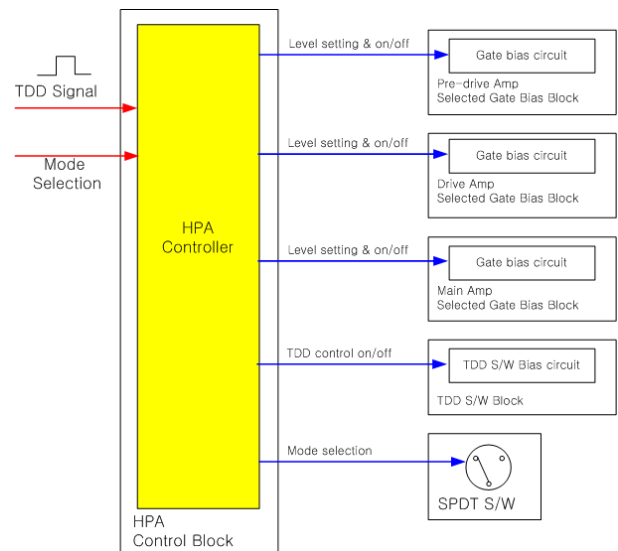 TDD Signal
Mode
Selection
HPA
Controller
HPA
Control Block
Level setting & on/off
Gate bias circuit
Pre-drive Amp
Selected Gate Bias Block
Level setting & on/off
Gate bias circuit
Drive Amp
Selected Gate Bias Block
Level setting & on/off
Gate bias circuit
Main Amp
Selected Gate Bias Block
TDD control on/off
TDD S/W Bias circuit
TDD S/W Block
Mode selection
SPDT S/W